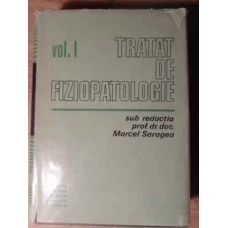 vol. I
TRATAT
DE
FIZIOPATOLOGIE
sub redacția
prof. dr. doc.
Marcel Saragea